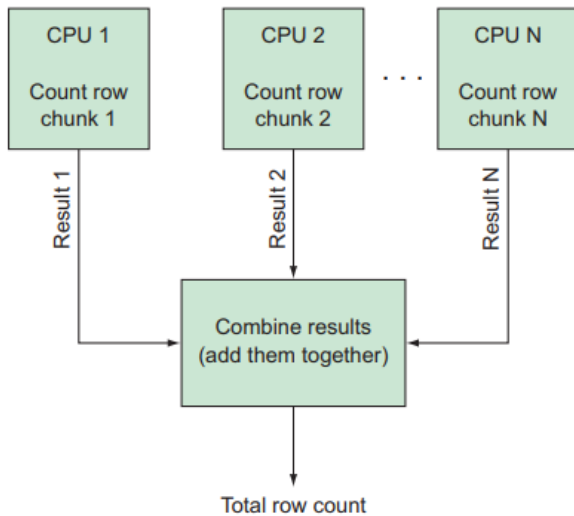 CPU 1
Count row
chunk 1
CPU 2
Count row
chunk 2
. . .
CPU N
Count row
chunk N
Result 1
Result 2
Result N
Combine results
(add them together)
Total row count